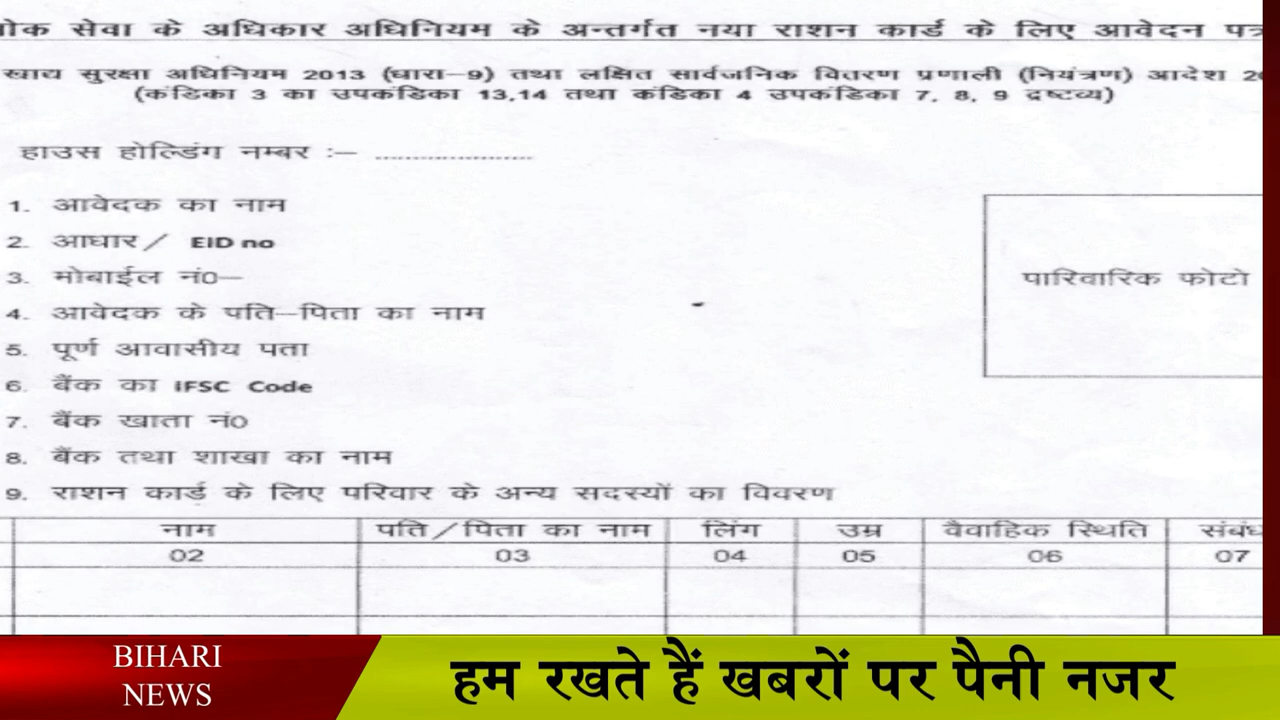 लोक सेवा के अधिकार अधिनियम के अन्तर्गत नया राशन कार्ड के लिए आवेदन पत्र
खाद्य सुरक्षा अधिनियम 2013 (धारा–9) तथा लक्षित सार्वजनिक वितरण प्रणाली (नियंत्रण) आदेश
(कंडिका 3 का उपकंडिका 13,14 तथा कंडिका 4 उपकंडिका 7, 8, 9 द्रष्टव्य)
हाउस होल्डिंग नम्बर :– .......................
1. आवेदक का नाम
2. आधार / EID no
3. मोबाईल नं0–
पारिवारिक फोटो
4. आवेदक के पति–पिता का नाम
5. पूर्ण आवासीय पता
6. बैंक का IFSC Code
7. बैंक खाता नं0
8. बैंक तथा शाखा का नाम
9. राशन कार्ड के लिए परिवार के अन्य सदस्यों का विवरण
नाम पति/पिता का नाम लिंग उम्र वैवाहिक स्थिति संबंध
02 03 04 05 06 07
BIHARI
NEWS
हम रखते हैं खबरों पर पैनी नजर